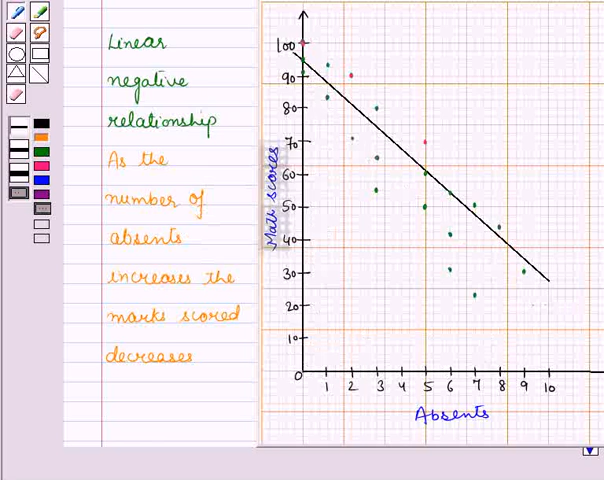 Linear
negative
relationship
As the
number of
absents
increases the
marks scored
decreases
Math scores
100
90
80
70
60
50
40
30
20
10
0
1 2 3 4 5 6 7 8 9 10
Absents